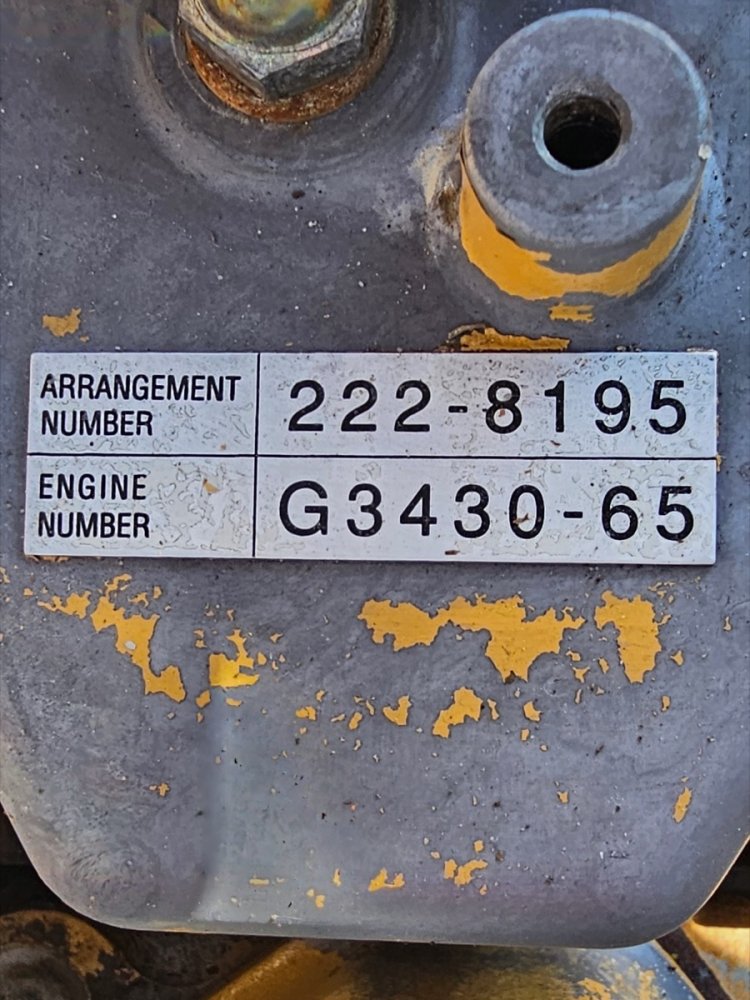 ARRANGEMENT
NUMBER
222-8195
ENGINE
NUMBER
G3430-65